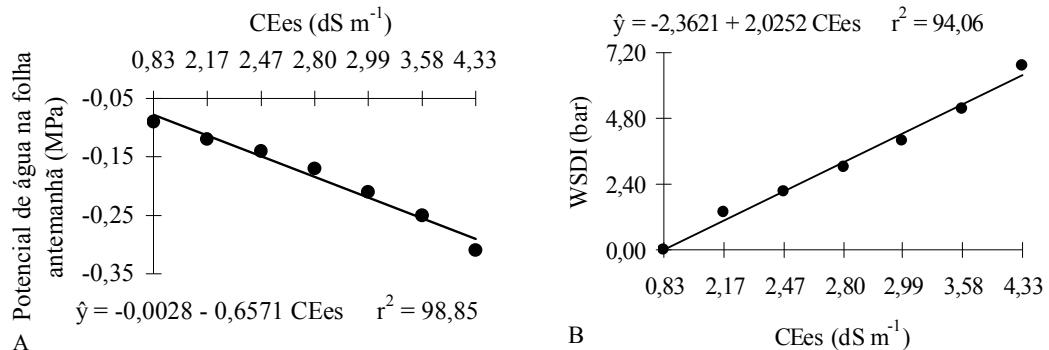 CEes (dS m⁻¹)
0,83 2,17 2,47 2,80 2,99 3,58 4,33
Potencial de água na folha
antemanhã (MPa)
-0,05
-0,15
-0,25
-0,35
ŷ = -0,0028 - 0,6571 CEes r² = 98,85
A
ŷ = -2,3621 + 2,0252 CEes r² = 94,06
WSDI (bar)
7,20
4,80
2,40
0,00
0,83 2,17 2,47 2,80 2,99 3,58 4,33
CEes (dS m⁻¹)
B